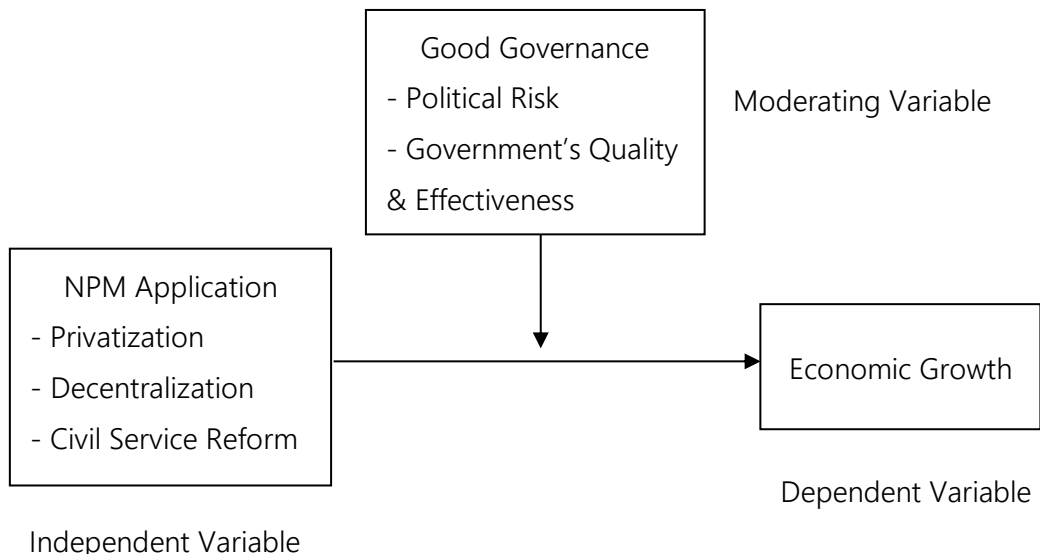 Good Governance
- Political Risk
- Government’s Quality
& Effectiveness
Moderating Variable
NPM Application
- Privatization
- Decentralization
- Civil Service Reform
Independent Variable
Economic Growth
Dependent Variable